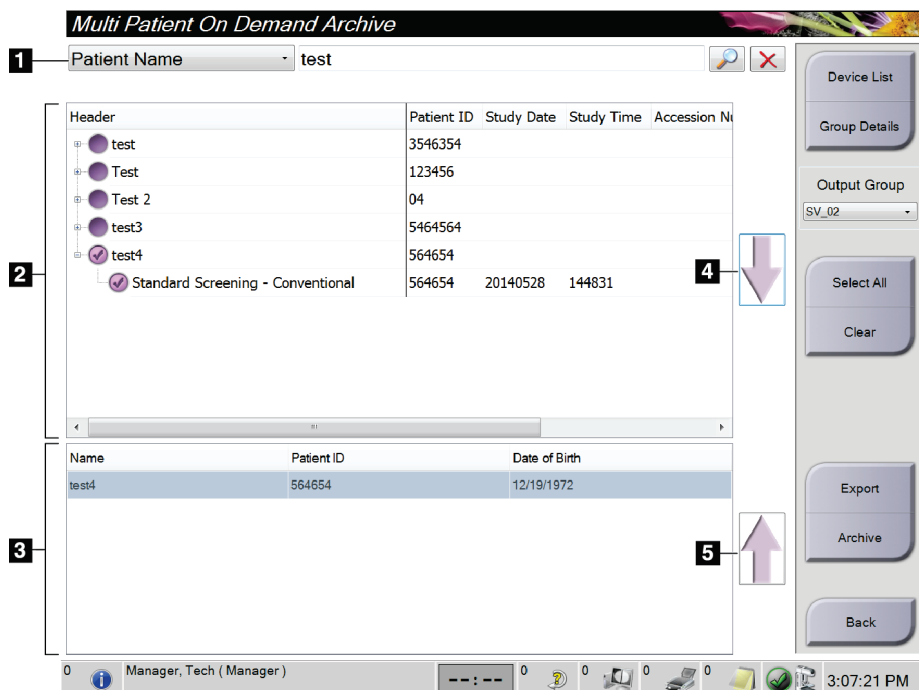 Multi Patient On Demand Archive
1
Patient Name
test
Device List
Group Details
Output Group
SV_02
Select All
Clear
Export
Archive
Back
2
Header Patient ID Study Date Study Time Accession
test 3546354
Test 123456
Test 2 04
test3 5464564
test4 564654
Standard Screening - Conventional 564654 20140528 144831
4
3
Name Patient ID Date of Birth
test4 564654 12/19/1972
5
0
Manager, Tech ( Manager )
--:--
0
0
0
0
3:07:21 PM